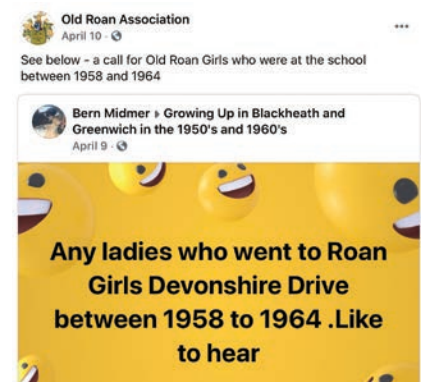 Old Roan Association
April 10 ·
See below - a call for Old Roan Girls who were at the school
between 1958 and 1964
Bern Midmer ▸ Growing Up in Blackheath and
Greenwich in the 1950's and 1960's
April 9 ·
Any ladies who went to Roan
Girls Devonshire Drive
between 1958 to 1964 .Like
to hear